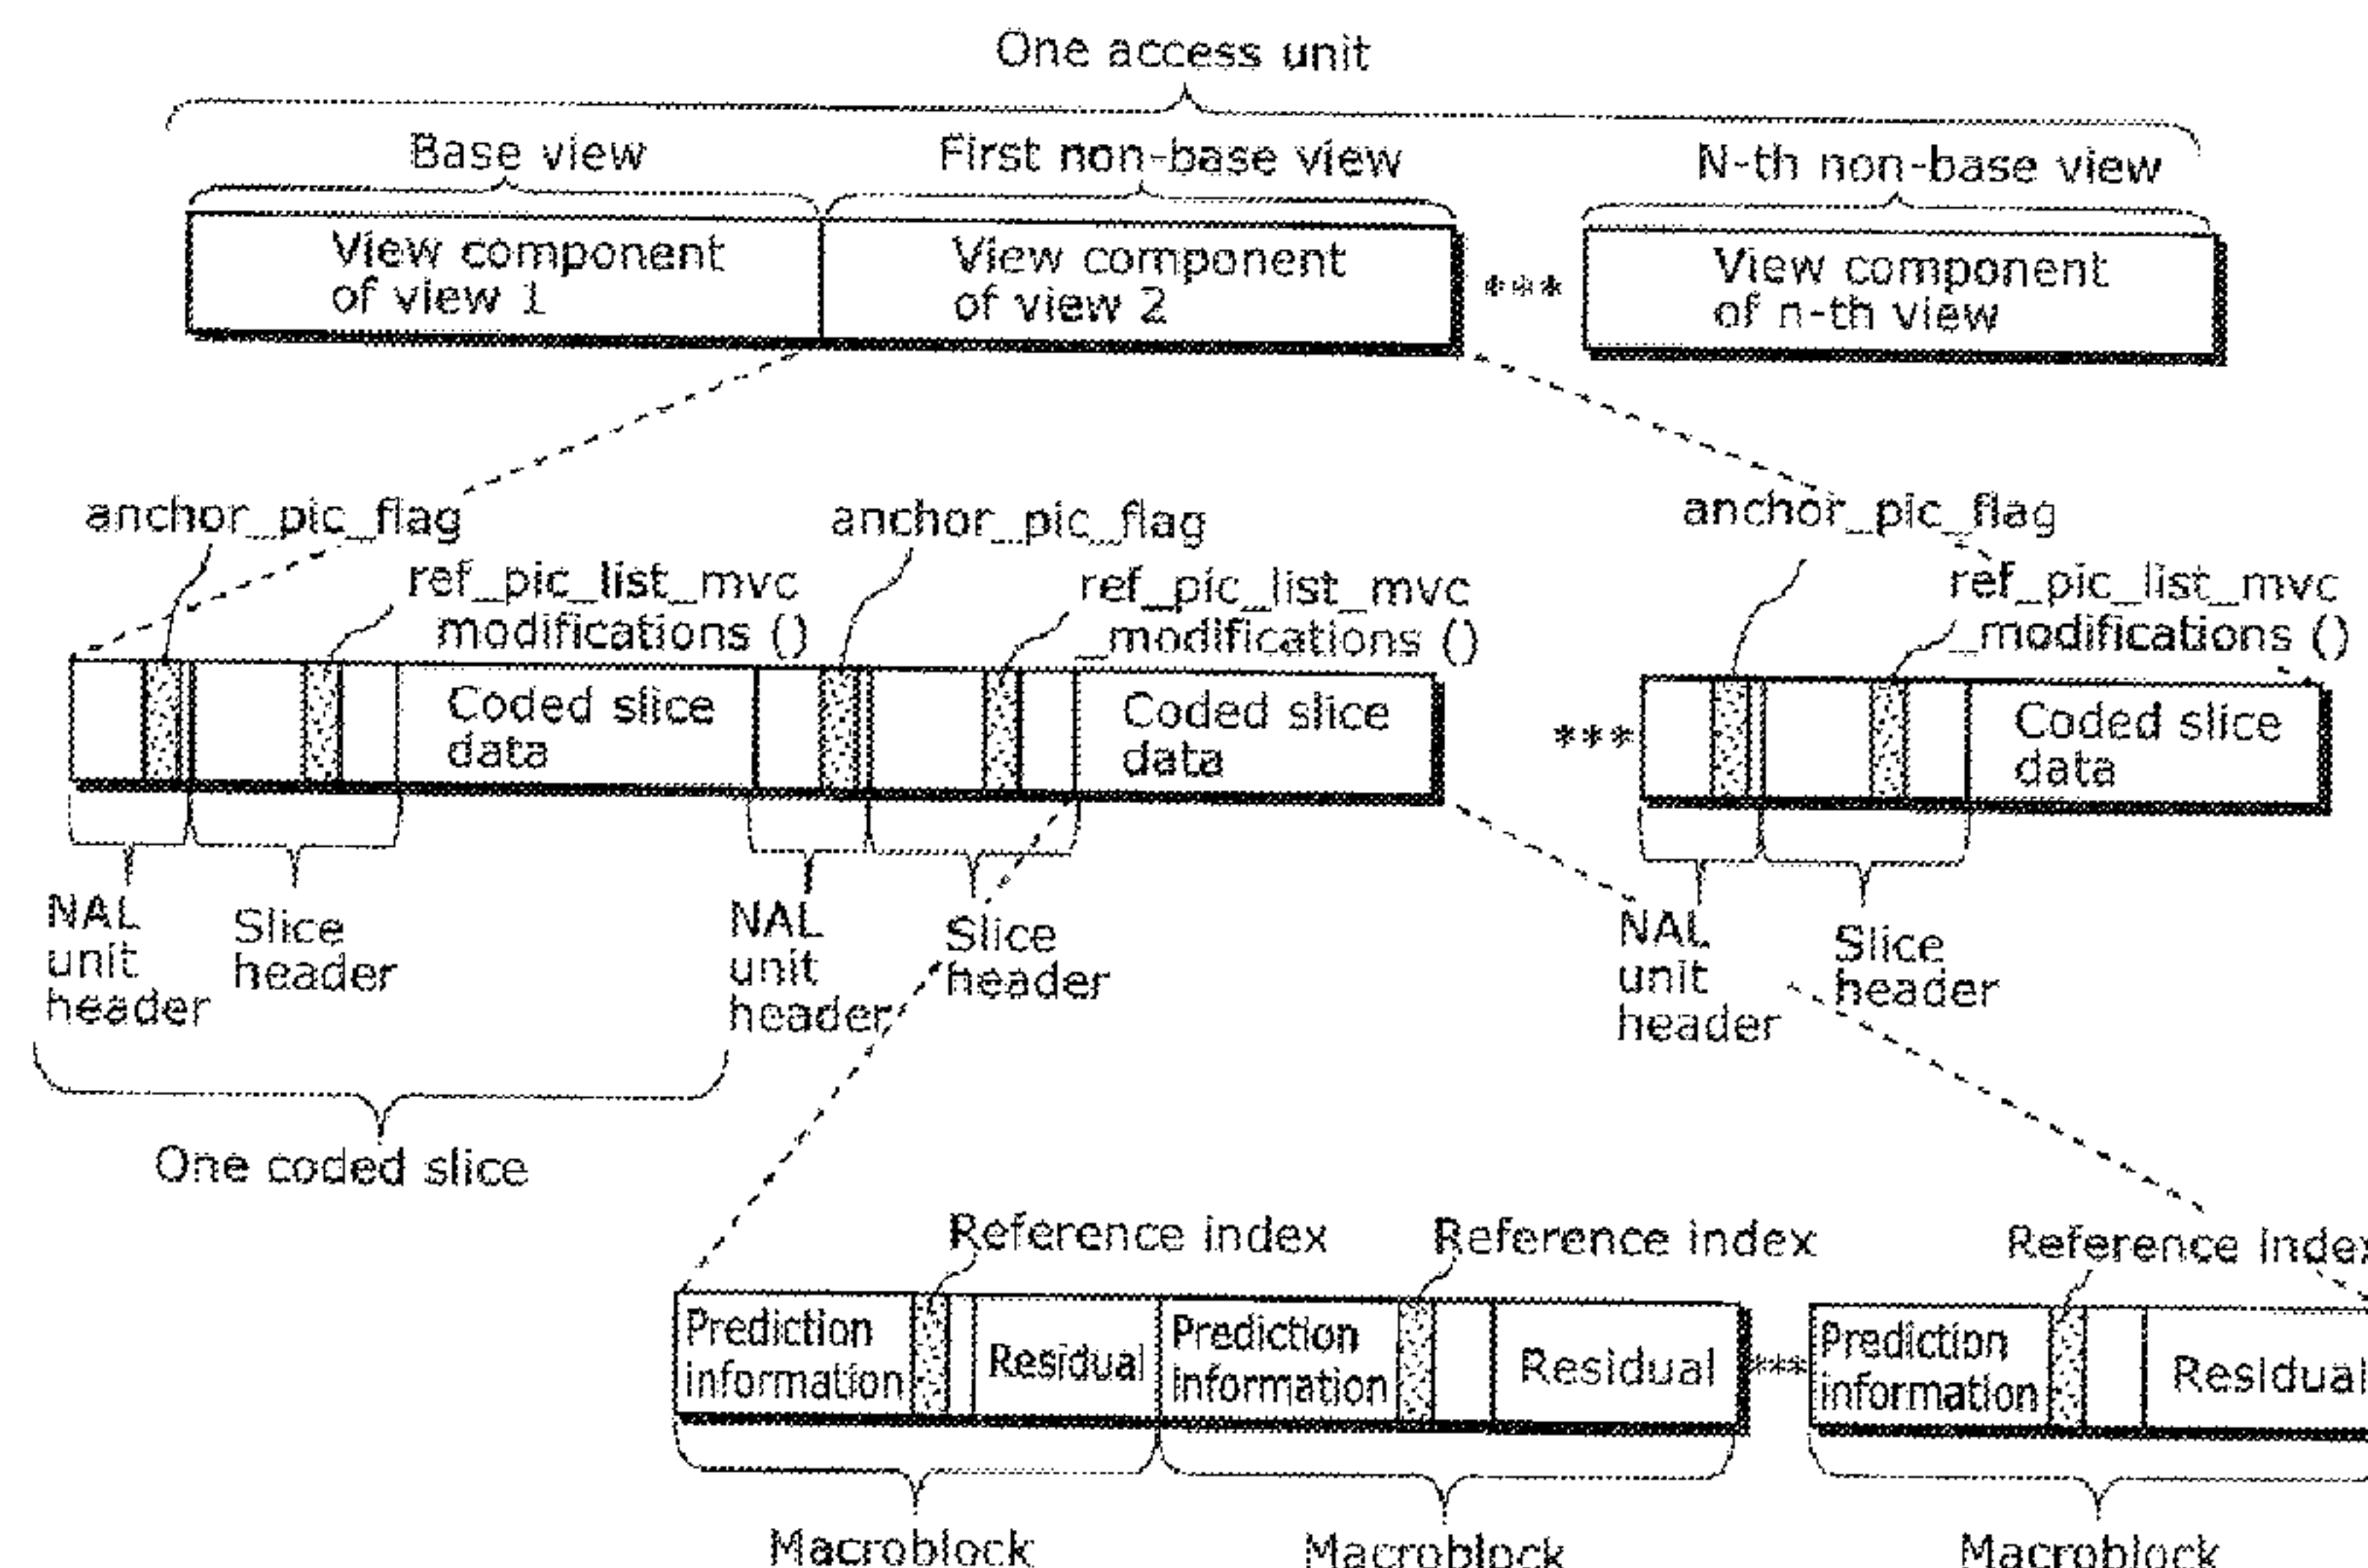 One access unit
Base view
First non-base view
N-th non-base view
View component
of view 1
View component
of view 2
***
View component
of n-th view
anchor_pic_flag
anchor_pic_flag
anchor_pic_flag
ref_pic_list_mvc
modifications ()
ref_pic_list_mvc
_modifications ()
ref_pic_list_mvc
_modifications ()
Coded slice
data
Coded slice
data
***
Coded slice
data
NAL
unit
header
Slice
header
NAL
unit
header
Slice
header
NAL
unit
header
Slice
header
One coded slice
Reference index
Reference index
Reference index
Prediction
information
Residual
Prediction
information
Residual
***
Prediction
information
Residual
Macroblock
Macroblock
Macroblock